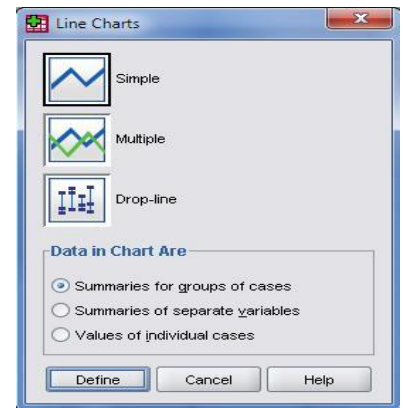 Line Charts
Simple
Multiple
Drop-line
Data in Chart Are
Summaries for groups of cases
Summaries of separate variables
Values of individual cases
Define Cancel Help